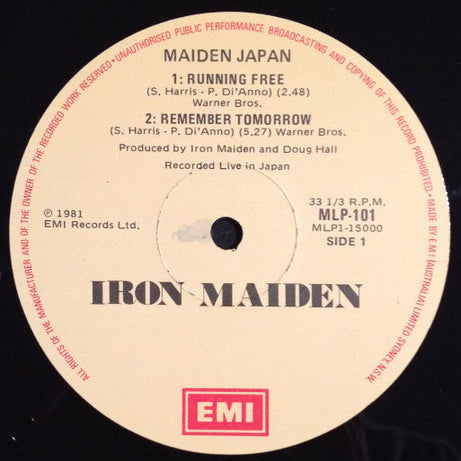 UNAUTHORISED PUBLIC PERFORMANCE BROADCASTING AND COPYING OF THIS RECORD PROHIBITED • MADE BY E M I (AUSTRALIA) LIMITED SYDNEY, N.S.W.
ALL RIGHTS OF THE MANUFACTURER AND OF THE OWNER OF THE RECORDED WORK RESERVED •
MAIDEN JAPAN
1: RUNNING FREE
(S. Harris - P. Di'Anno) (2.48)
Warner Bros.
2: REMEMBER TOMORROW
(S. Harris - P. Di'Anno) (5,27) Warner Bros.
Produced by Iron Maiden and Doug Hall
Recorded Live in Japan
℗ 1981
EMI Records Ltd.
33 1/3 R.P.M.
MLP-101
MLP1-15000
SIDE 1
IRON MAIDEN
EMI